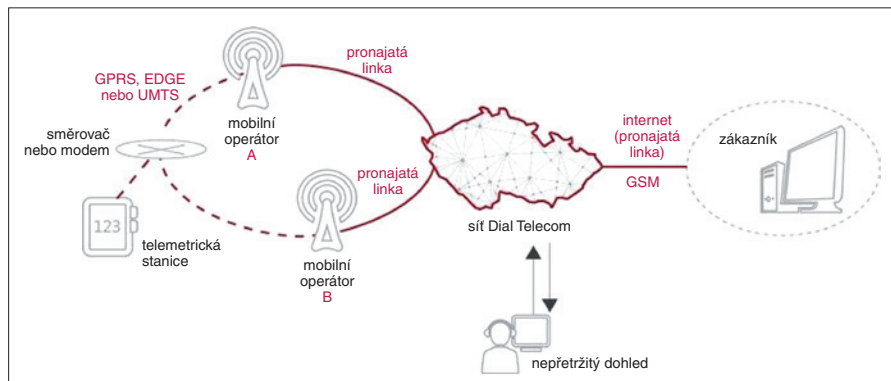 GPRS, EDGE
nebo UMTS
směrovač
nebo modem
123
telemetrická
stanice
mobilní
operátor
A
pronajatá
linka
pronajatá
linka
mobilní
operátor
B
síť Dial Telecom
internet
(pronajatá
linka)
GSM
zákazník
nepřetržitý dohled